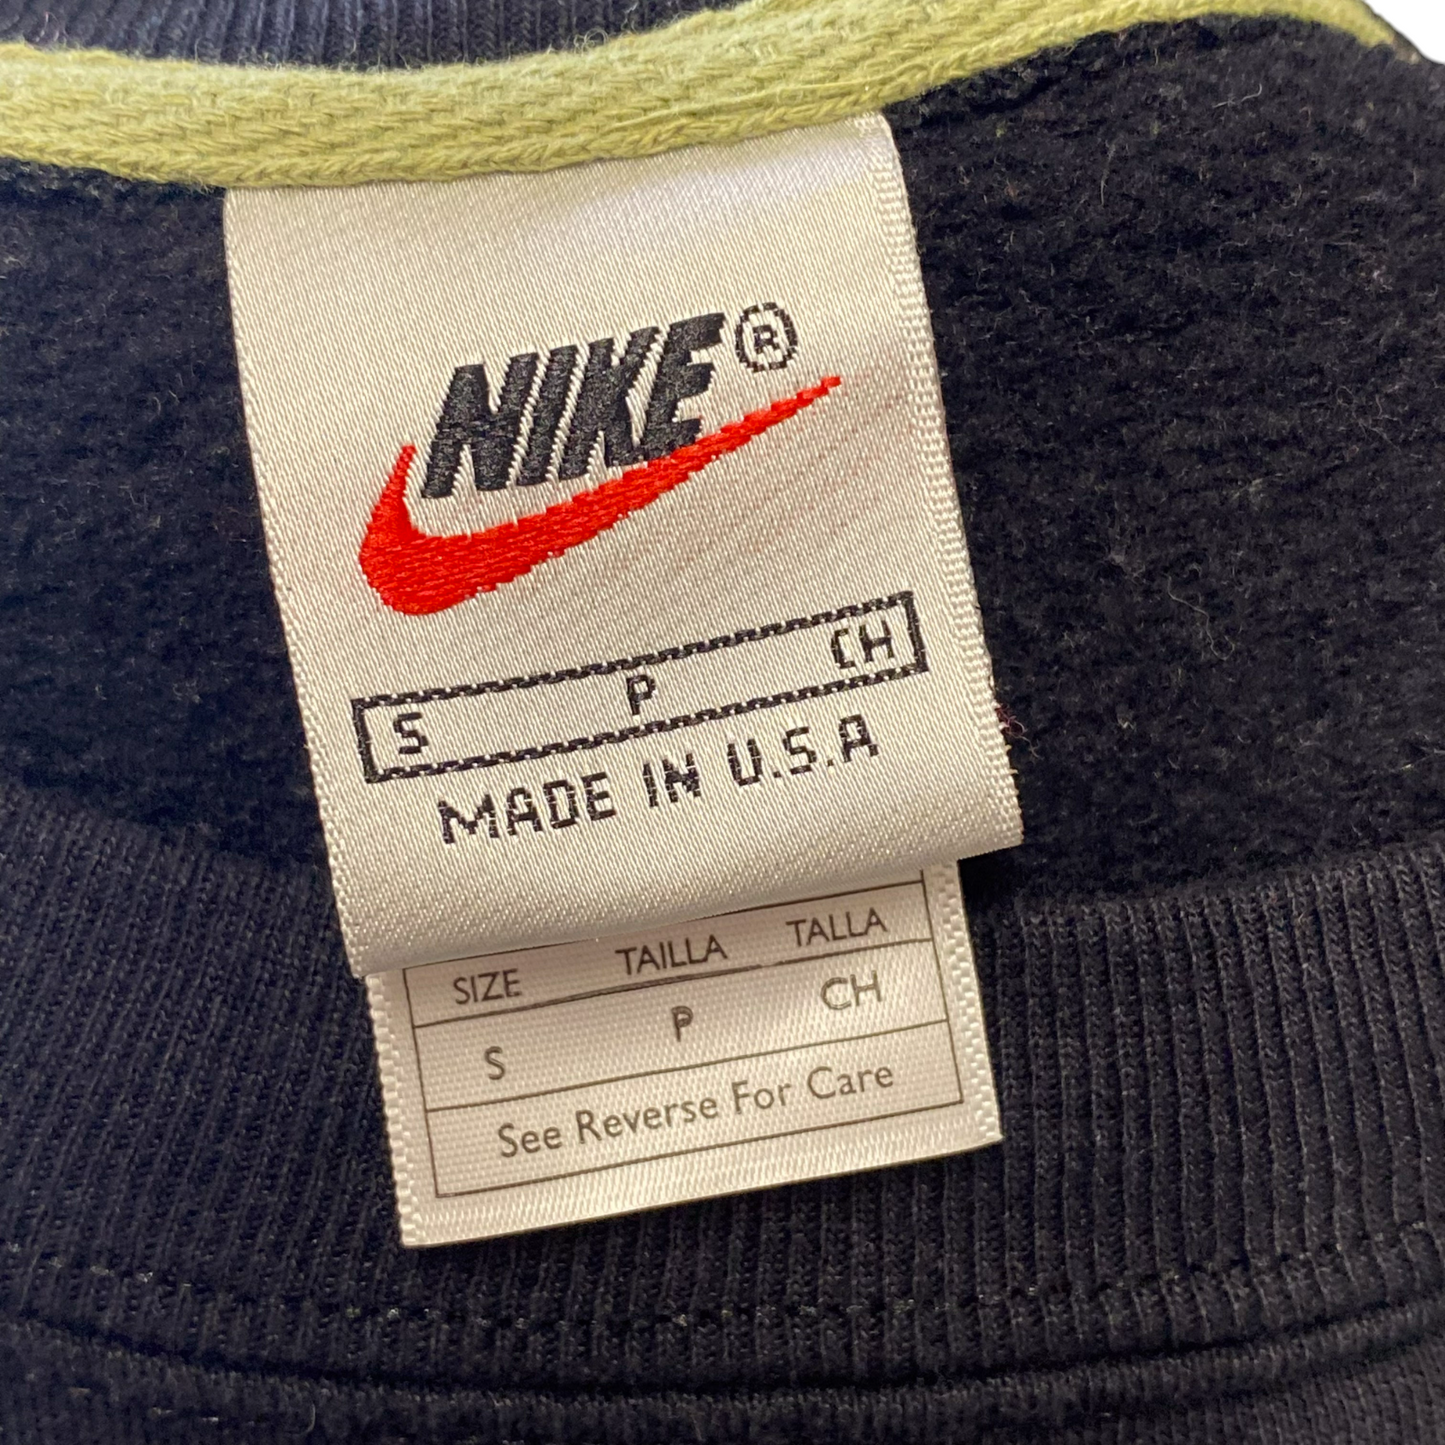 NIKE®
S P CH
MADE IN U.S.A
SIZE TAILLA TALLA
S P CH
See Reverse For Care